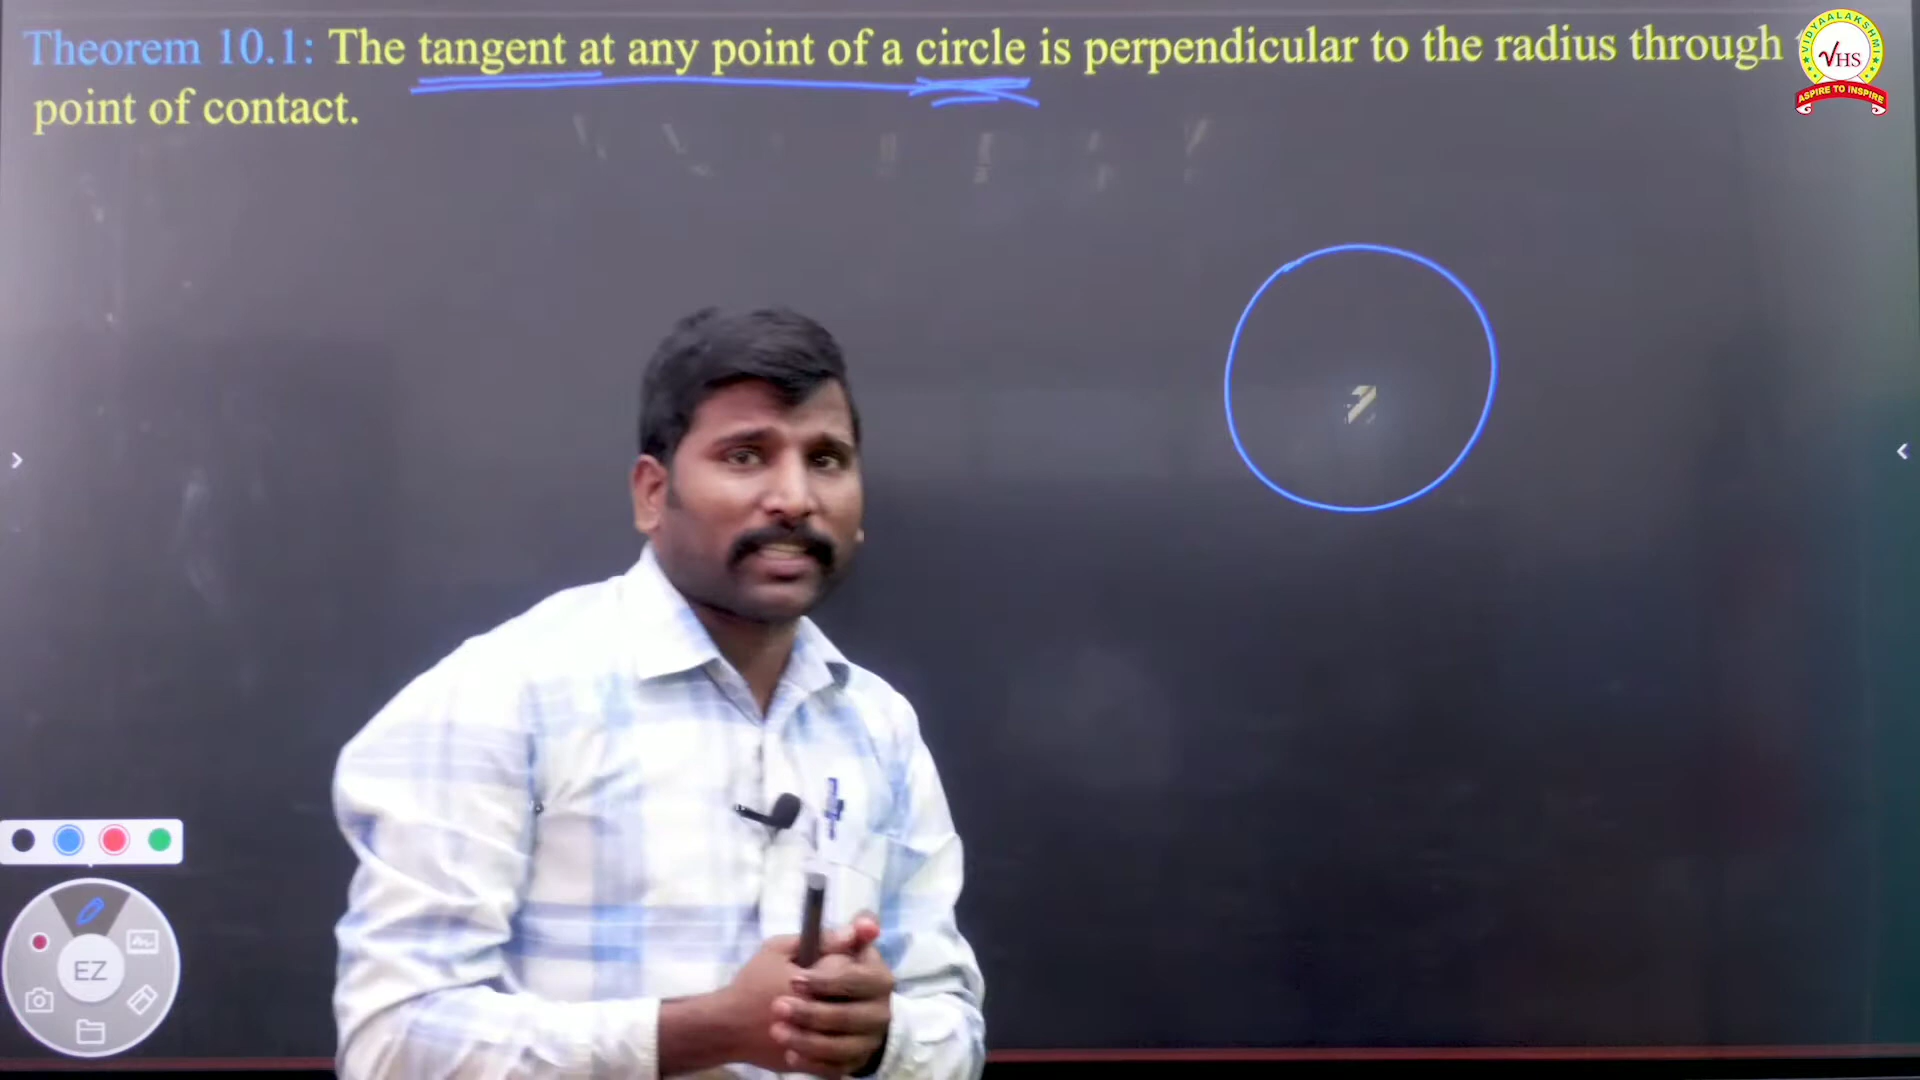 Theorem 10.1: The tangent at any point of a circle is perpendicular to the radius through
point of contact.
VIDYAALAKSHMI
VHS
ASPIRE TO INSPIRE
EZ